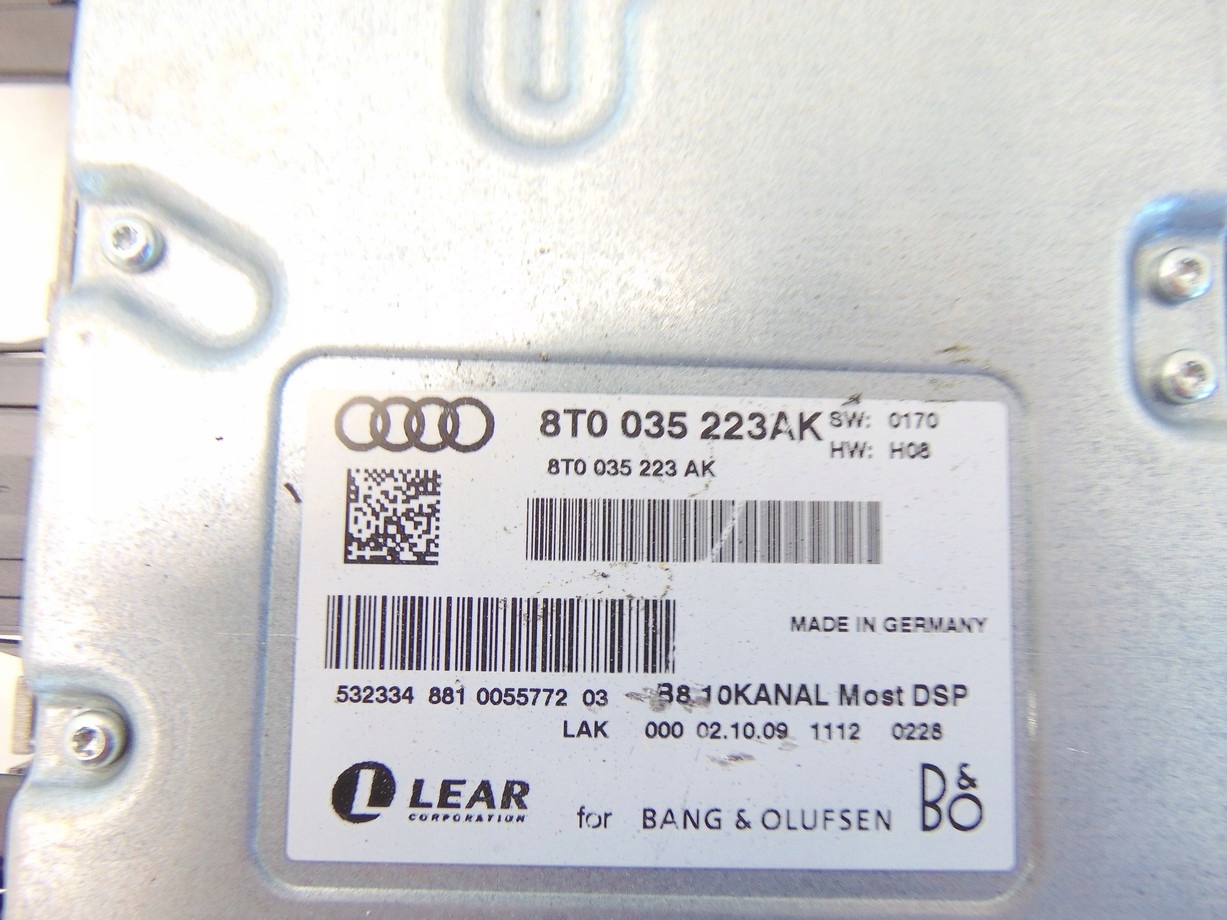 8T0 035 223AK SW: 0170
HW: H08
8T0 035 223 AK
MADE IN GERMANY
532334 881 0055772 03 B8 10KANAL Most DSP
LAK 000 02.10.09 1112 0228
L LEAR
CORPORATION
for BANG & OLUFSEN B&O